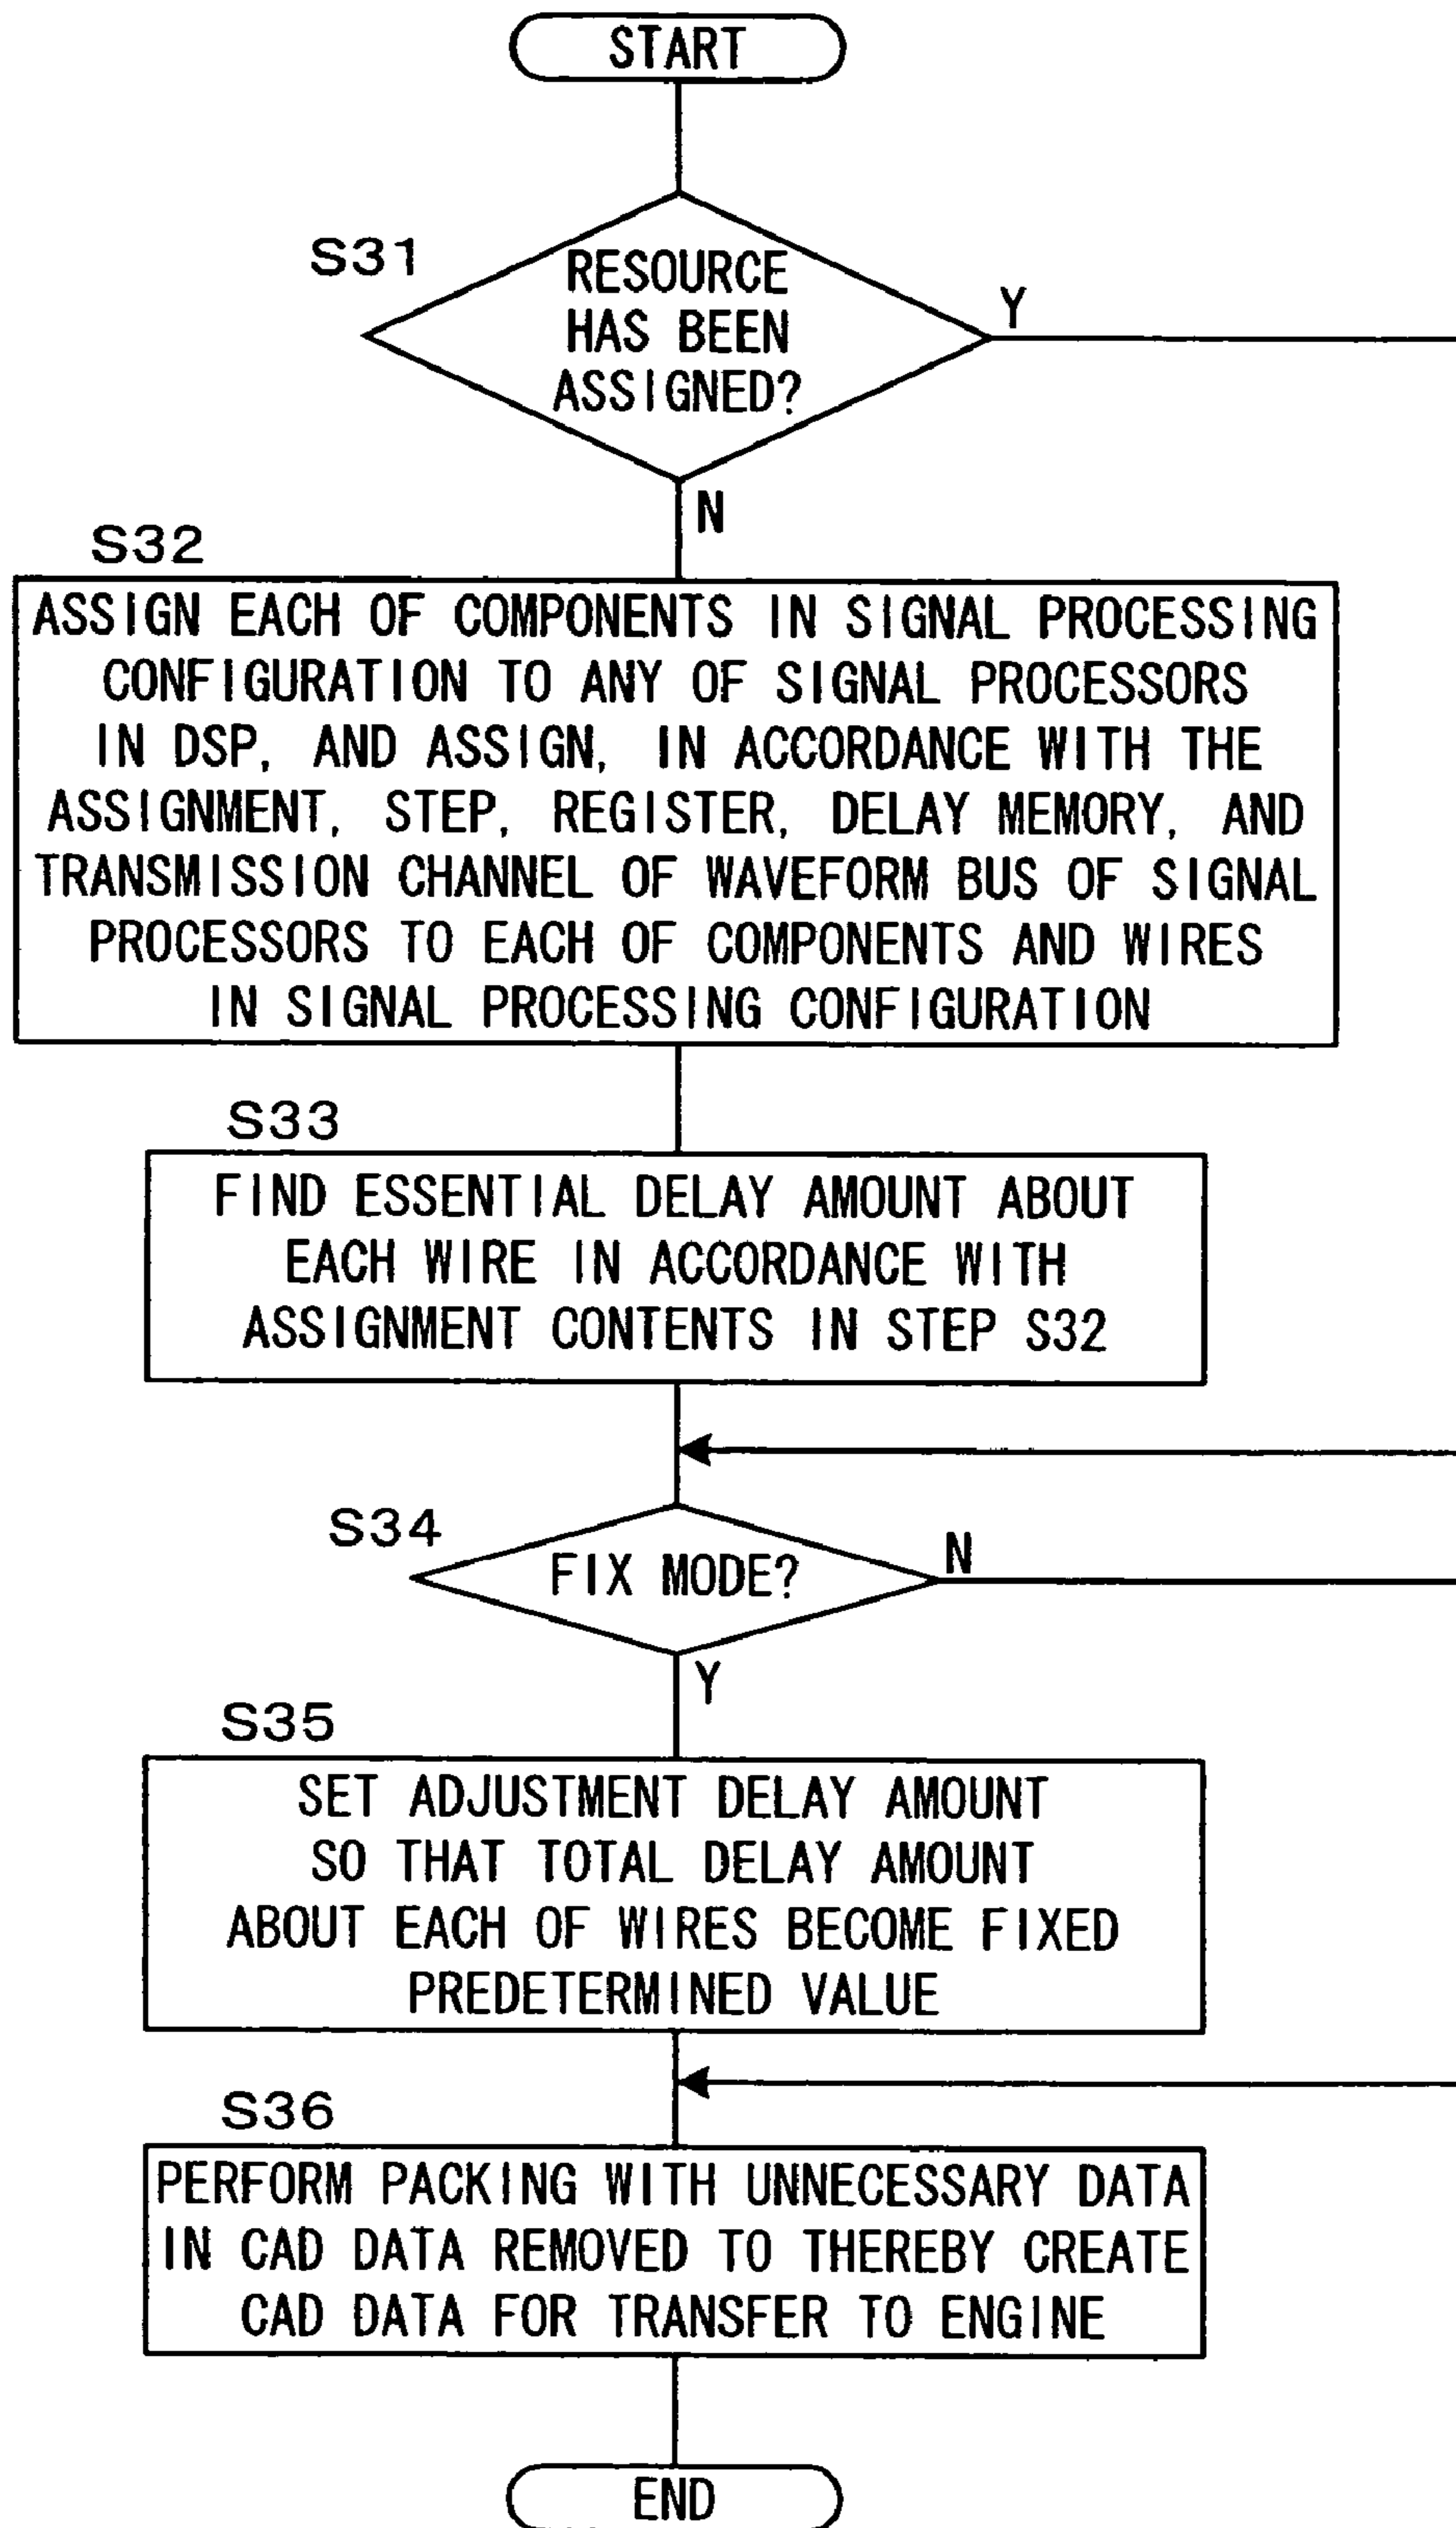 START
S31
RESOURCE
HAS BEEN
ASSIGNED?
Y
N
S32
ASSIGN EACH OF COMPONENTS IN SIGNAL PROCESSING
CONFIGURATION TO ANY OF SIGNAL PROCESSORS
IN DSP, AND ASSIGN, IN ACCORDANCE WITH THE
ASSIGNMENT, STEP, REGISTER, DELAY MEMORY, AND
TRANSMISSION CHANNEL OF WAVEFORM BUS OF SIGNAL
PROCESSORS TO EACH OF COMPONENTS AND WIRES
IN SIGNAL PROCESSING CONFIGURATION
S33
FIND ESSENTIAL DELAY AMOUNT ABOUT
EACH WIRE IN ACCORDANCE WITH
ASSIGNMENT CONTENTS IN STEP S32
S34
FIX MODE?
N
Y
S35
SET ADJUSTMENT DELAY AMOUNT
SO THAT TOTAL DELAY AMOUNT
ABOUT EACH OF WIRES BECOME FIXED
PREDETERMINED VALUE
S36
PERFORM PACKING WITH UNNECESSARY DATA
IN CAD DATA REMOVED TO THEREBY CREATE
CAD DATA FOR TRANSFER TO ENGINE
END